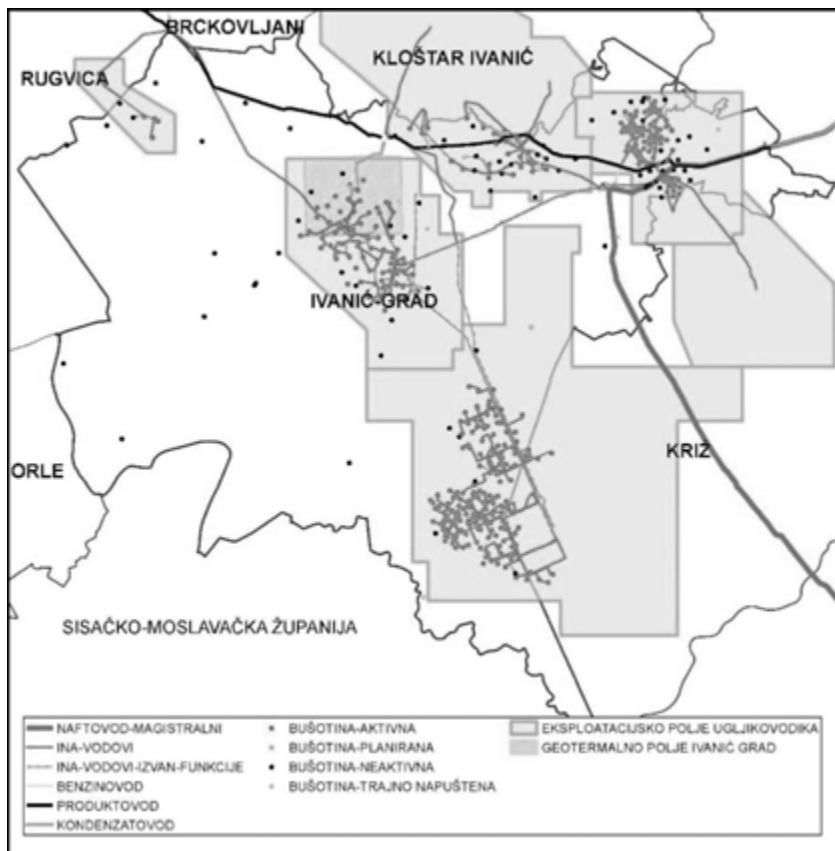 BRCKOVLJANI
KLOŠTAR IVANIĆ
RUGVICA
IVANIĆ-GRAD
KRIZ
ORLE
SISAČKO-MOSLAVAČKA ŽUPANIJA
NAFTOVOD-MAGISTRALNI
INA-VODOVI
INA-VODOVI-IZVAN-FUNKCIJE
BENZINOVOD
PRODUKTOVOD
KONDENZATOVOD
BUŠOTINA-AKTIVNA
BUŠOTINA-PLANIRANA
BUŠOTINA-NEAKTIVNA
BUŠOTINA-TRAJNO NAPUŠTENA
EKSPLOATACIJSKO POLJE UGLJIKOVODIKA
GEOTERMALNO POLJE IVANIĆ GRAD